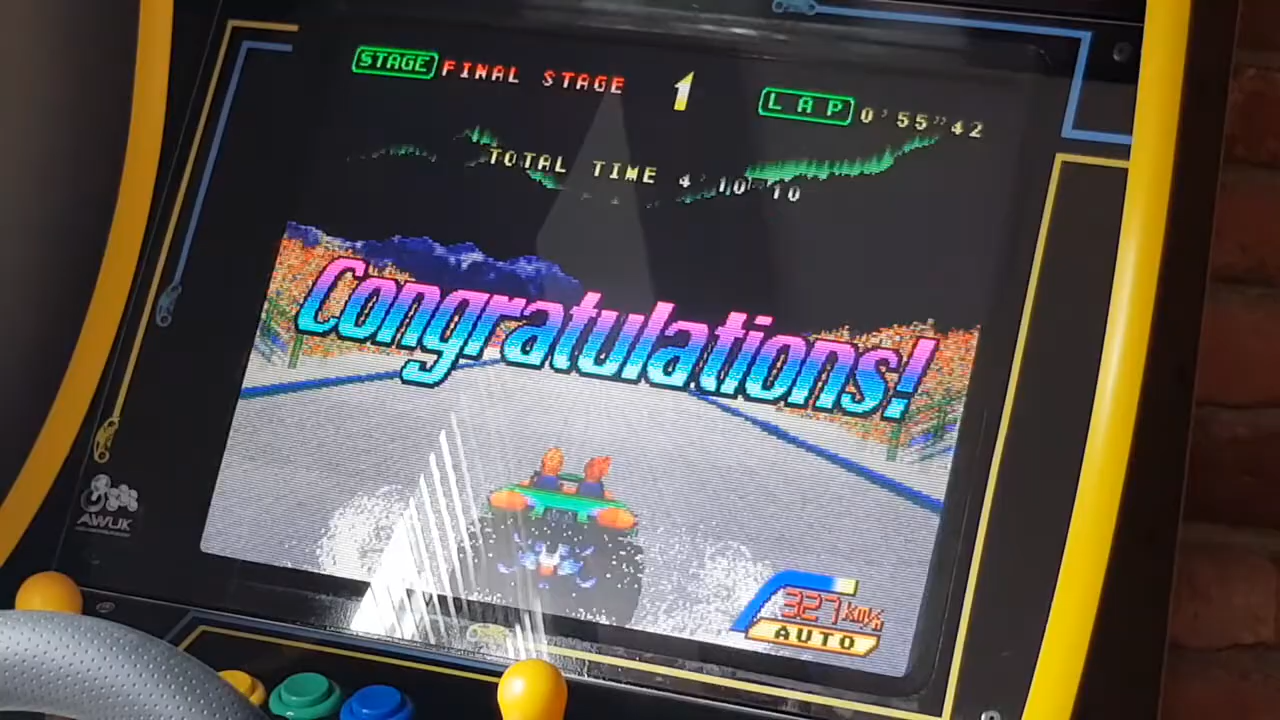 STAGE FINAL STAGE 1 LAP 0'55"42
TOTAL TIME 4'10"10
Congratulations!
327 km/h
AUTO
AWUK